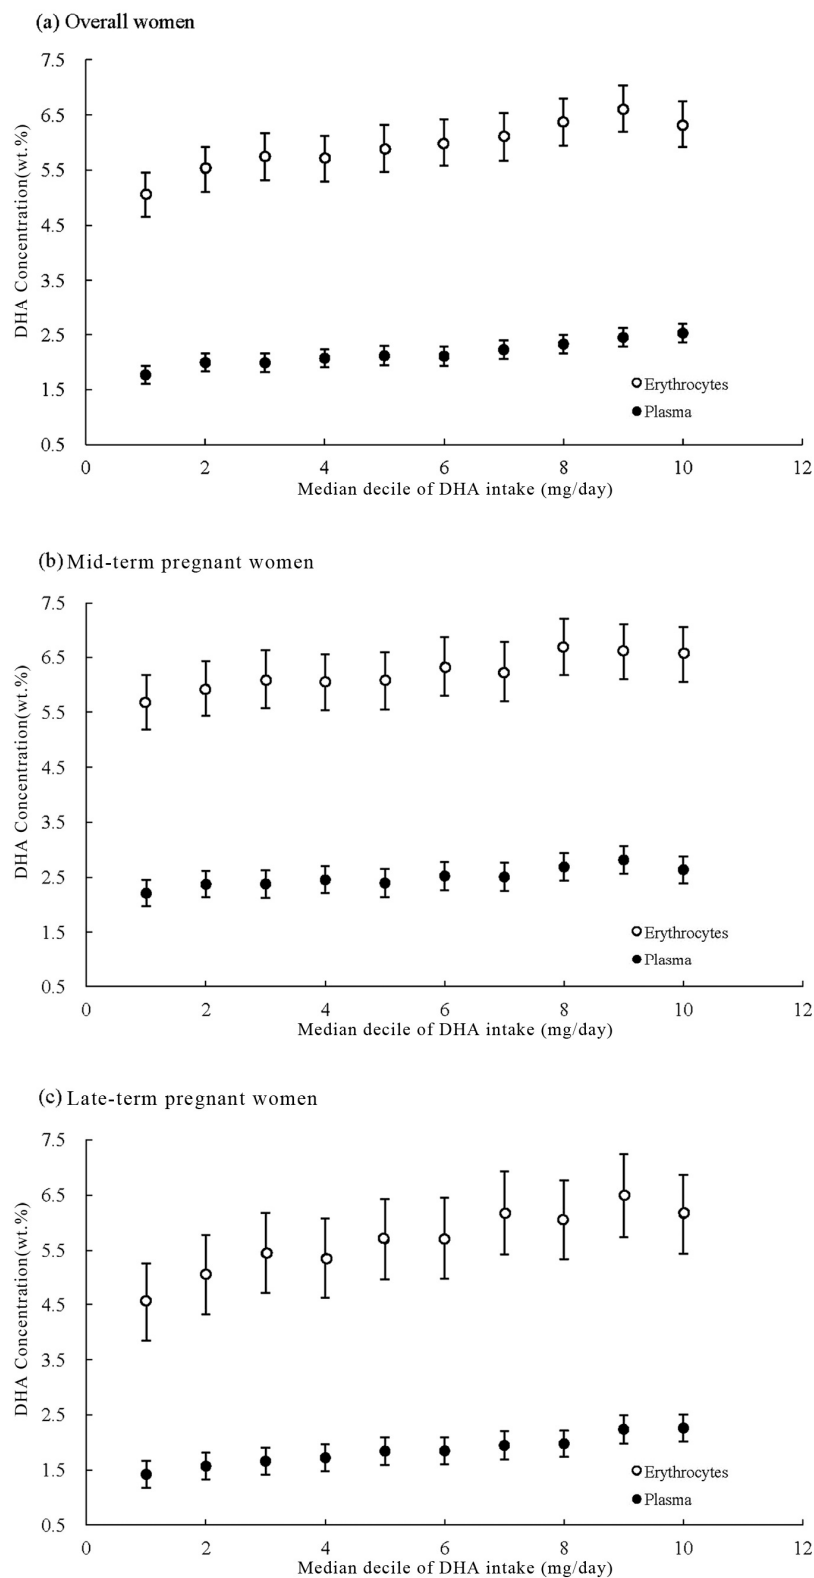 (a) Overall women
7.5
6.5
5.5
4.5
3.5
2.5
1.5
0.5
DHA Concentration(wt.%)
Erythrocytes
Plasma
0 2 4 6 8 10 12
Median decile of DHA intake (mg/day)
(b) Mid-term pregnant women
7.5
6.5
5.5
4.5
3.5
2.5
1.5
0.5
DHA Concentration(wt.%)
Erythrocytes
Plasma
0 2 4 6 8 10 12
Median decile of DHA intake (mg/day)
(c) Late-term pregnant women
7.5
6.5
5.5
4.5
3.5
2.5
1.5
0.5
DHA Concentration(wt.%)
Erythrocytes
Plasma
0 2 4 6 8 10 12
Median decile of DHA intake (mg/day)